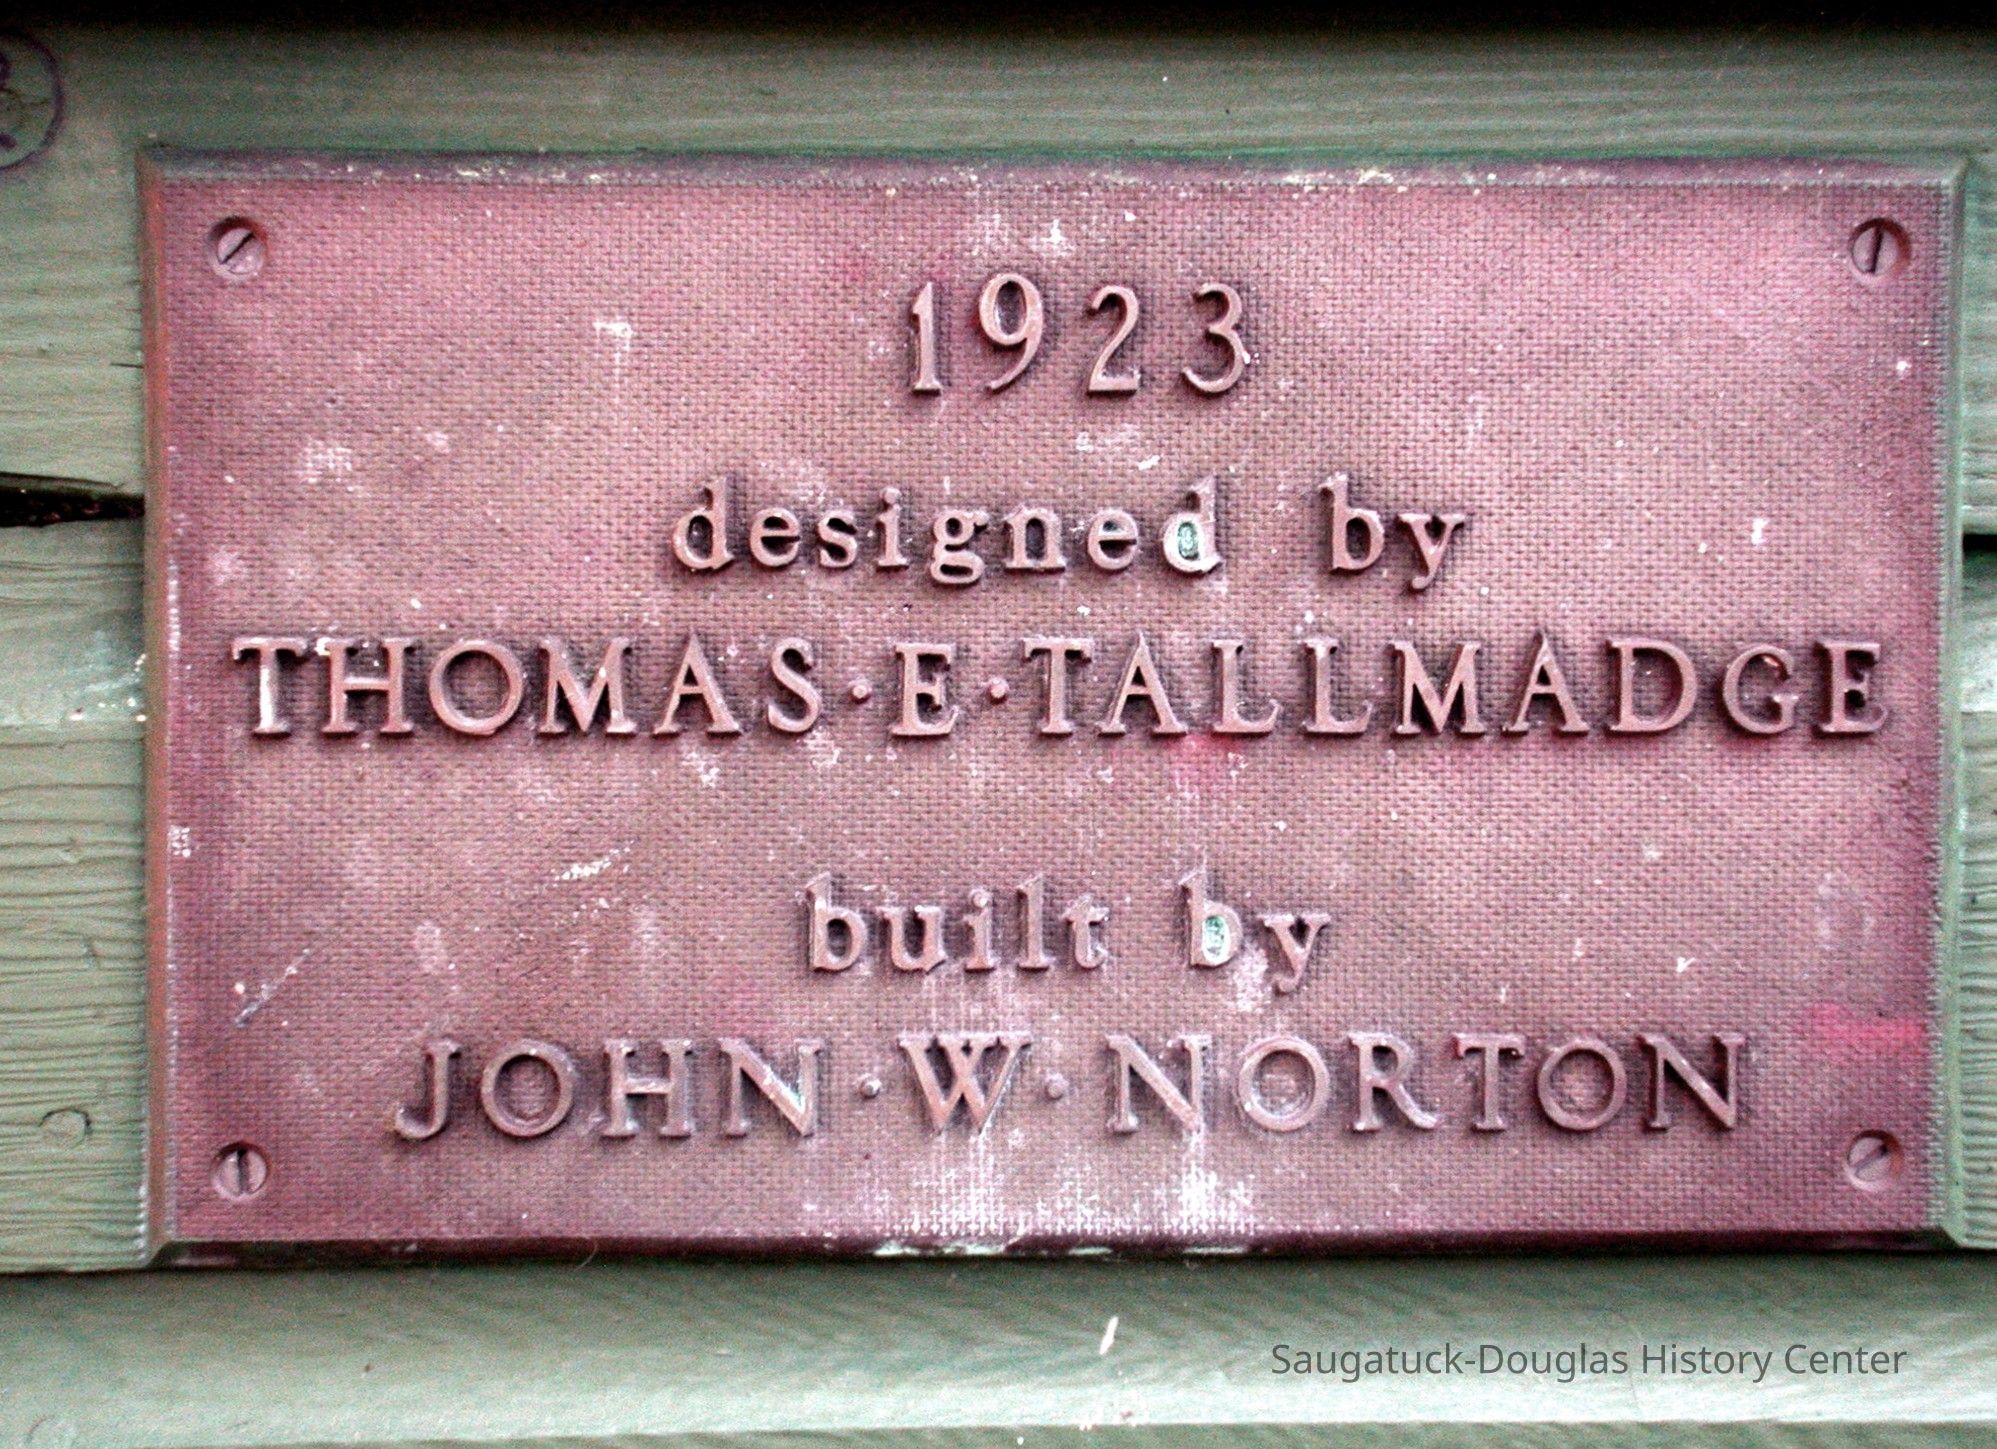 1923
designed by
THOMAS·E·TALLMADGE
built by
JOHN·W·NORTON
Saugatuck-Douglas History Center